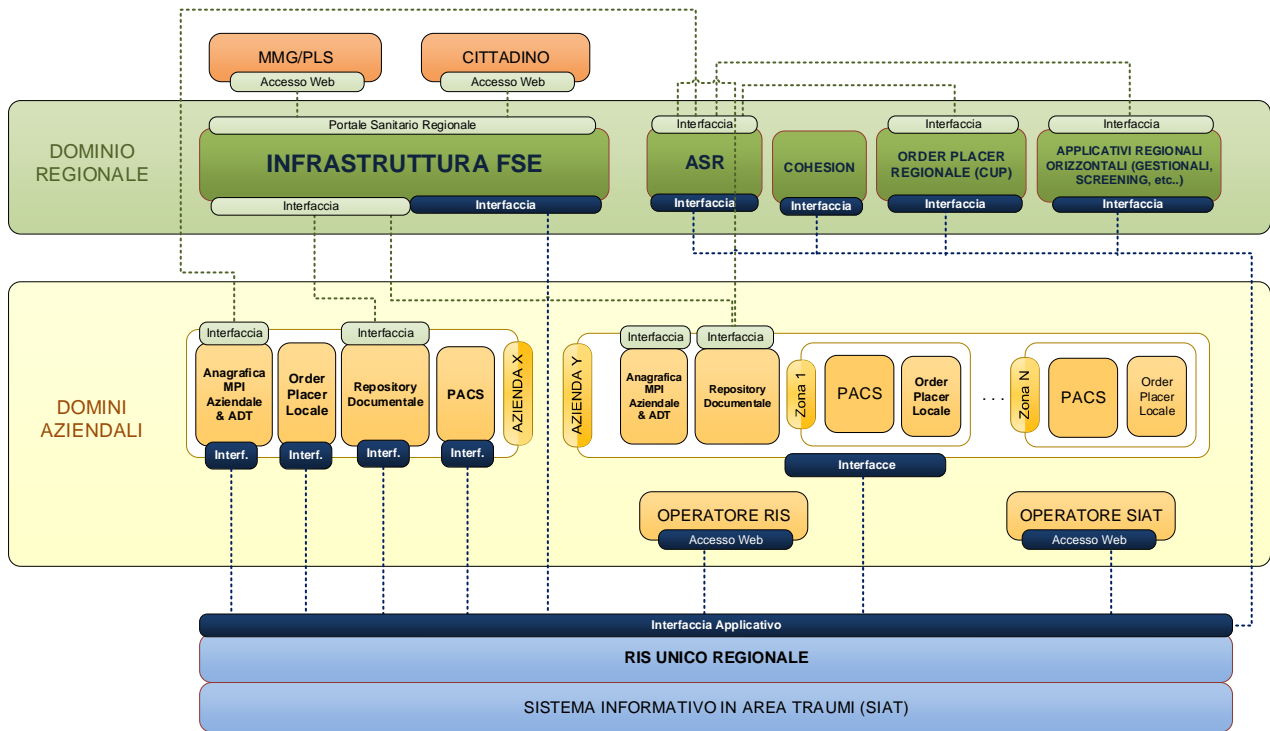 MMG/PLS
Accesso Web
CITTADINO
Accesso Web
DOMINIO
REGIONALE
Portale Sanitario Regionale
INFRASTRUTTURA FSE
Interfaccia
Interfaccia
Interfaccia
ASR
Interfaccia
COHESION
Interfaccia
Interfaccia
ORDER PLACER
REGIONALE (CUP)
Interfaccia
Interfaccia
APPLICATIVI REGIONALI
ORIZZONTALI (GESTIONALI,
SCREENING, etc..)
Interfaccia
DOMINI
AZIENDALI
Interfaccia
Anagrafica
MPI
Aziendale
& ADT
Interf.
Order
Placer
Locale
Interf.
Interfaccia
Repository
Documentale
Interf.
PACS
Interf.
AZIENDA X
AZIENDA Y
Interfaccia
Anagrafica
MPI
Aziendale
& ADT
Interfaccia
Repository
Documentale
Zona 1
PACS
Order
Placer
Locale
. . .
Zona N
PACS
Order
Placer
Locale
Interfacce
OPERATORE RIS
Accesso Web
OPERATORE SIAT
Accesso Web
Interfaccia Applicativo
RIS UNICO REGIONALE
SISTEMA INFORMATIVO IN AREA TRAUMI (SIAT)